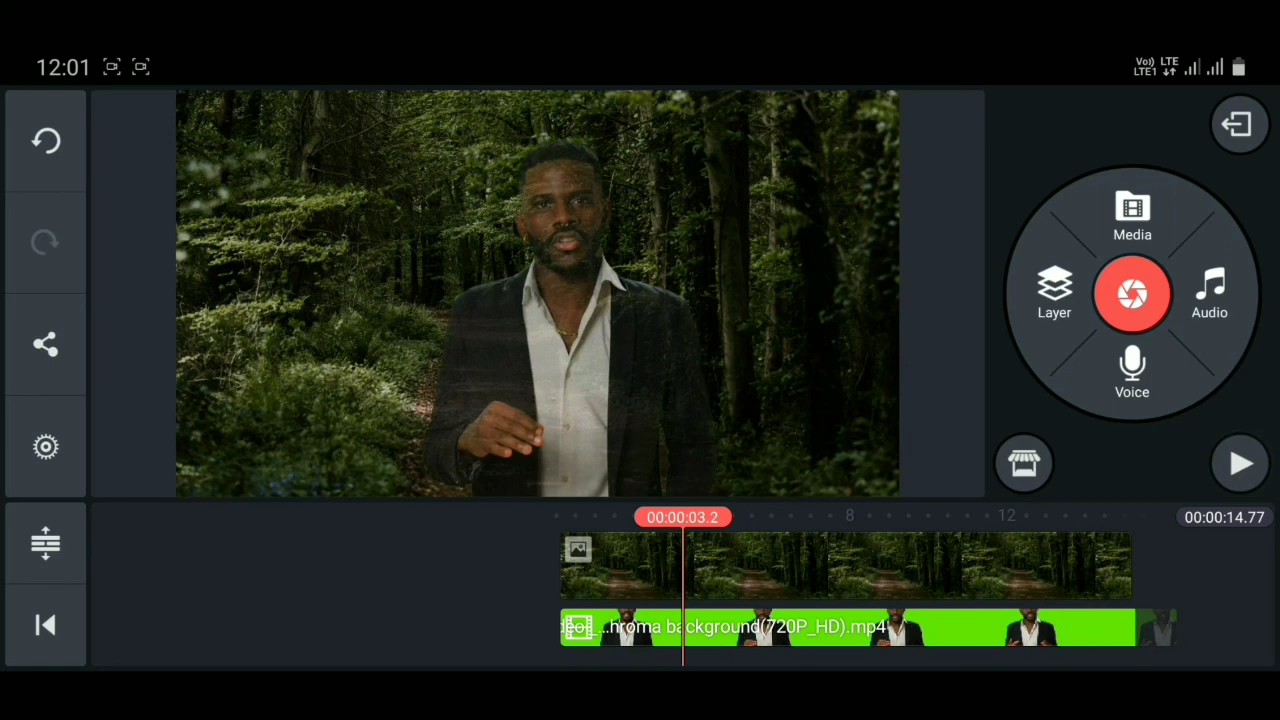 12:01
Vo)) LTE
LTE1
Media
Layer
Audio
Voice
00:00:03.2
8
12
00:00:14.77
deo_...hroma background(720P_HD).mp4